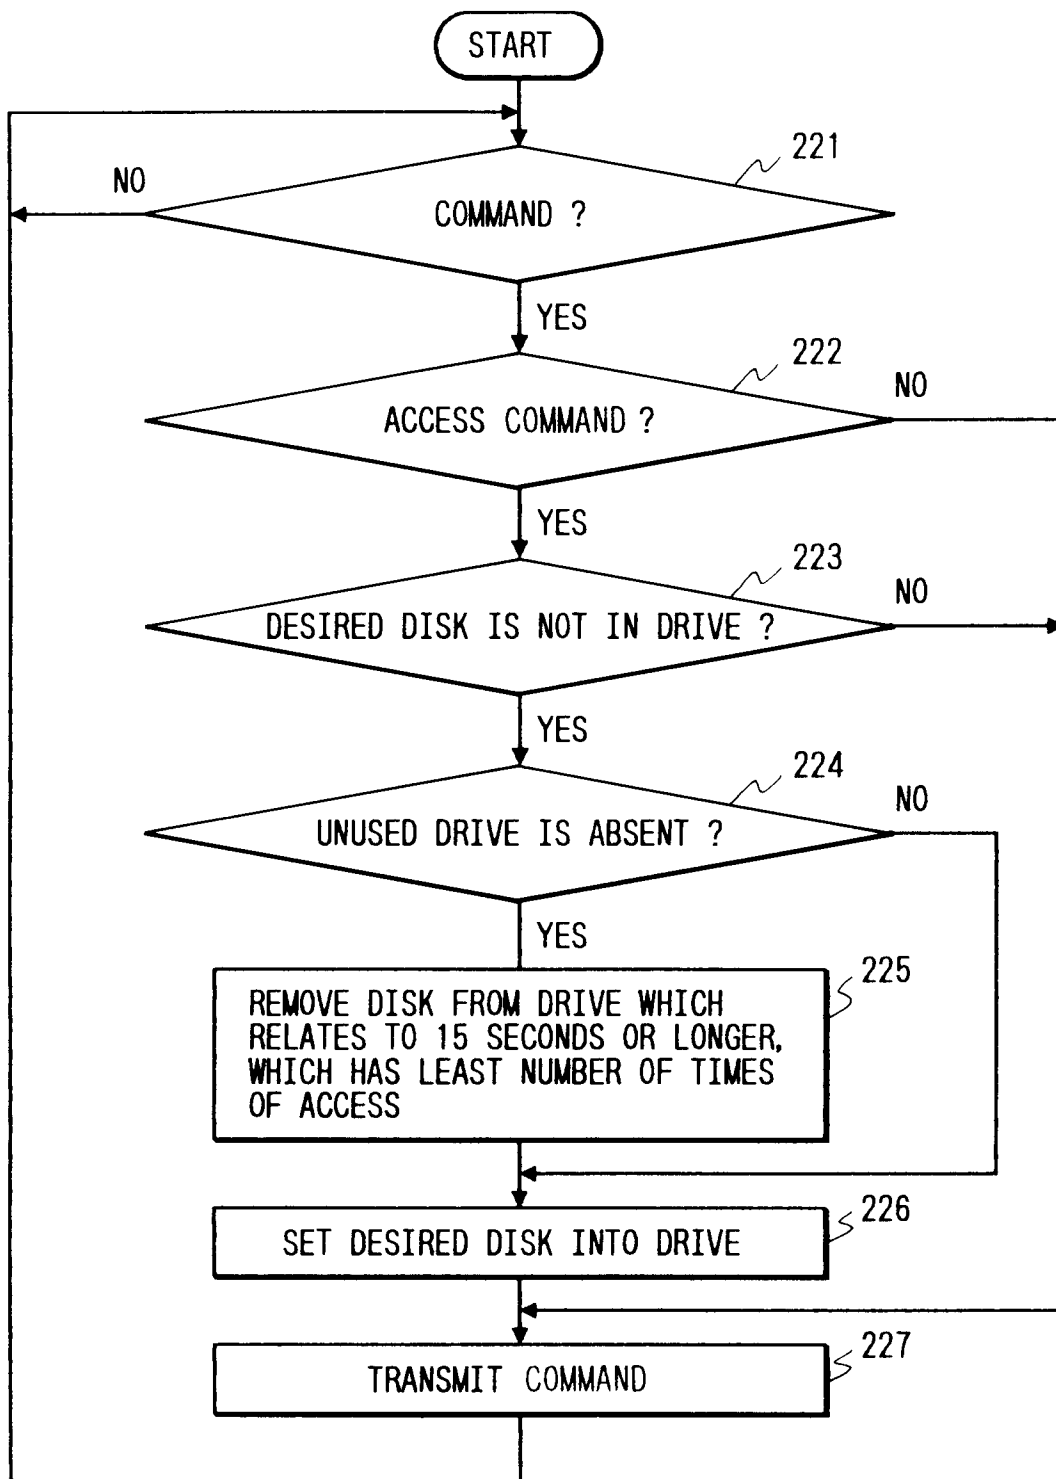 START
221
NO
COMMAND ?
YES
222
NO
ACCESS COMMAND ?
YES
223
NO
DESIRED DISK IS NOT IN DRIVE ?
YES
224
NO
UNUSED DRIVE IS ABSENT ?
YES
225
REMOVE DISK FROM DRIVE WHICH
RELATES TO 15 SECONDS OR LONGER,
WHICH HAS LEAST NUMBER OF TIMES
OF ACCESS
226
SET DESIRED DISK INTO DRIVE
227
TRANSMIT COMMAND